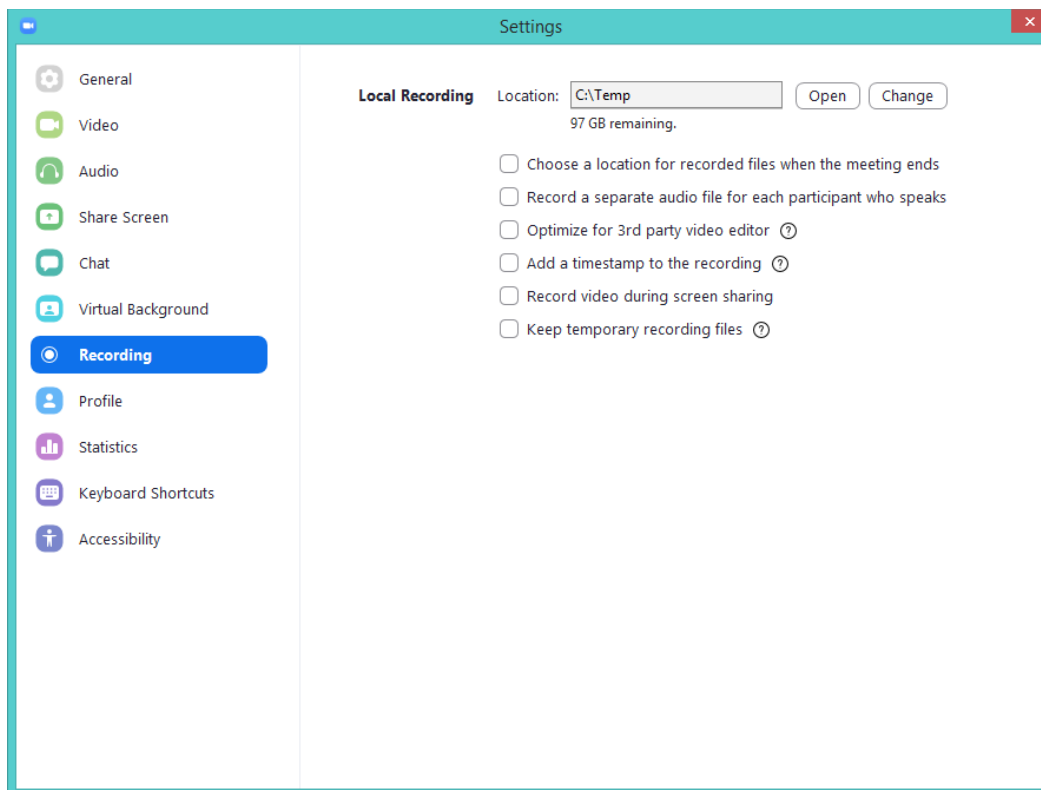 Settings
General
Video
Audio
Share Screen
Chat
Virtual Background
Recording
Profile
Statistics
Keyboard Shortcuts
Accessibility
Local Recording Location: C:\Temp Open Change
97 GB remaining.
Choose a location for recorded files when the meeting ends
Record a separate audio file for each participant who speaks
Optimize for 3rd party video editor ?
Add a timestamp to the recording ?
Record video during screen sharing
Keep temporary recording files ?